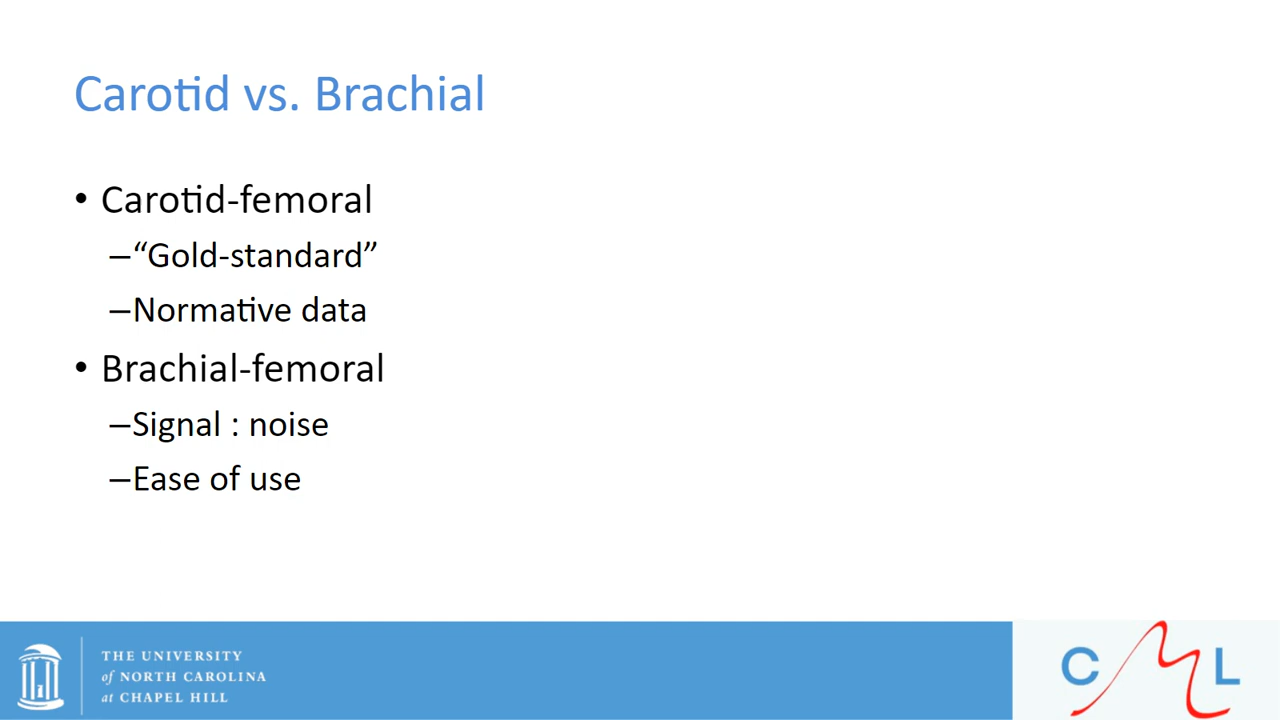 Carotid vs. Brachial
• Carotid-femoral
–“Gold-standard”
–Normative data
• Brachial-femoral
–Signal : noise
–Ease of use
THE UNIVERSITY
of NORTH CAROLINA
at CHAPEL HILL
C M L